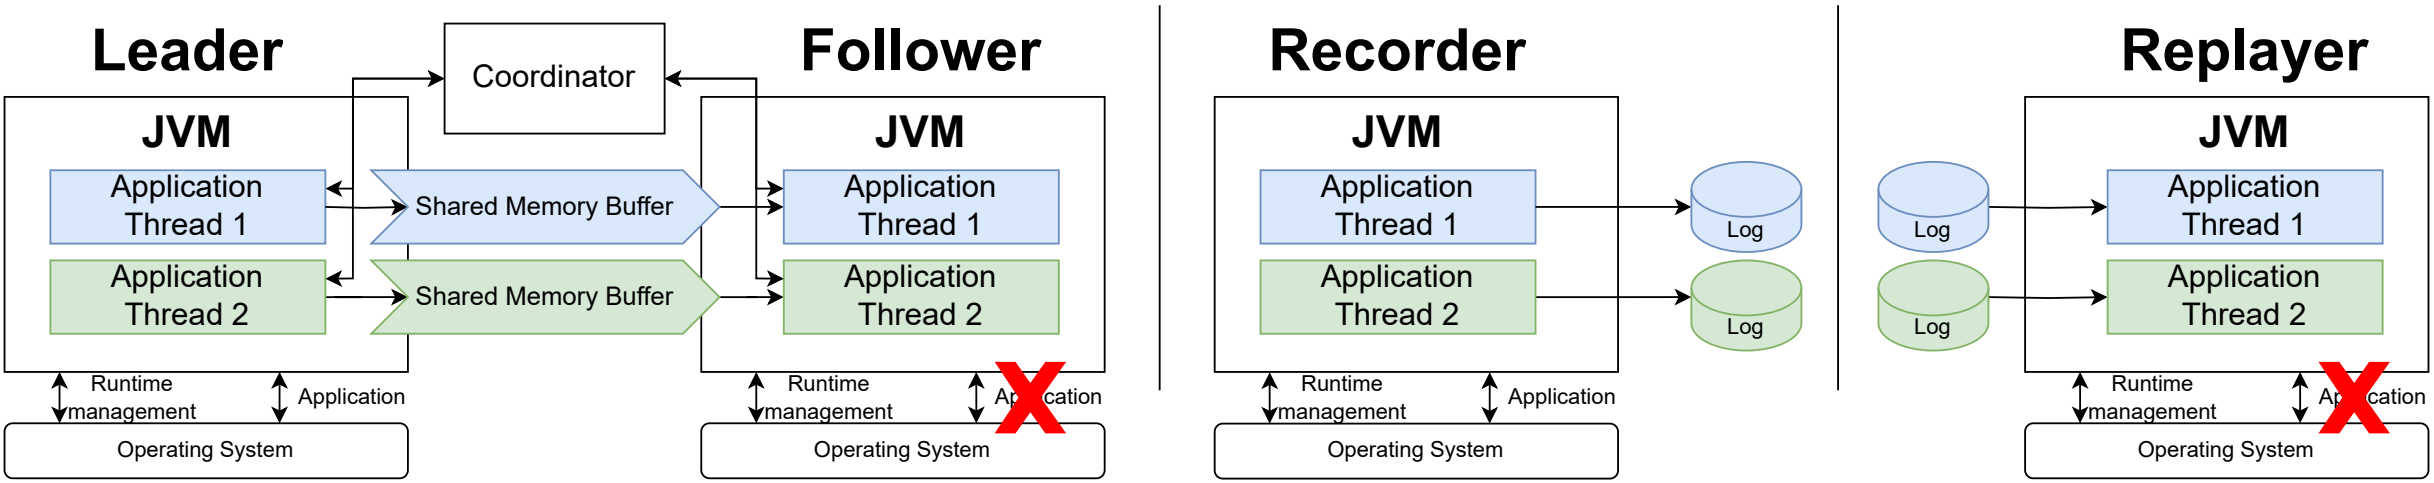 Leader
Coordinator
Follower
Recorder
Replayer
JVM
Application
Thread 1
Application
Thread 2
Shared Memory Buffer
Shared Memory Buffer
JVM
Application
Thread 1
Application
Thread 2
JVM
Application
Thread 1
Application
Thread 2
Log
Log
Log
Log
JVM
Application
Thread 1
Application
Thread 2
Runtime
management
Application
Operating System
Runtime
management
Application
X
Operating System
Runtime
management
Application
Operating System
Runtime
management
Application
X
Operating System